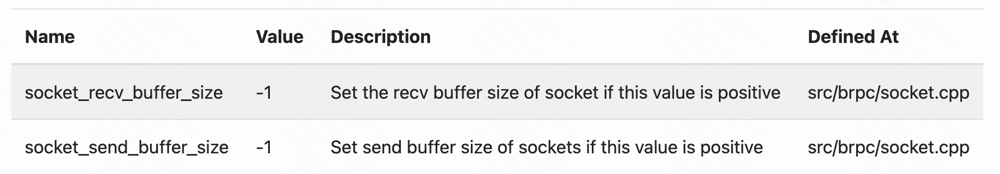 Name Value Description Defined At
socket_recv_buffer_size -1 Set the recv buffer size of socket if this value is positive src/brpc/socket.cpp
socket_send_buffer_size -1 Set send buffer size of sockets if this value is positive src/brpc/socket.cpp